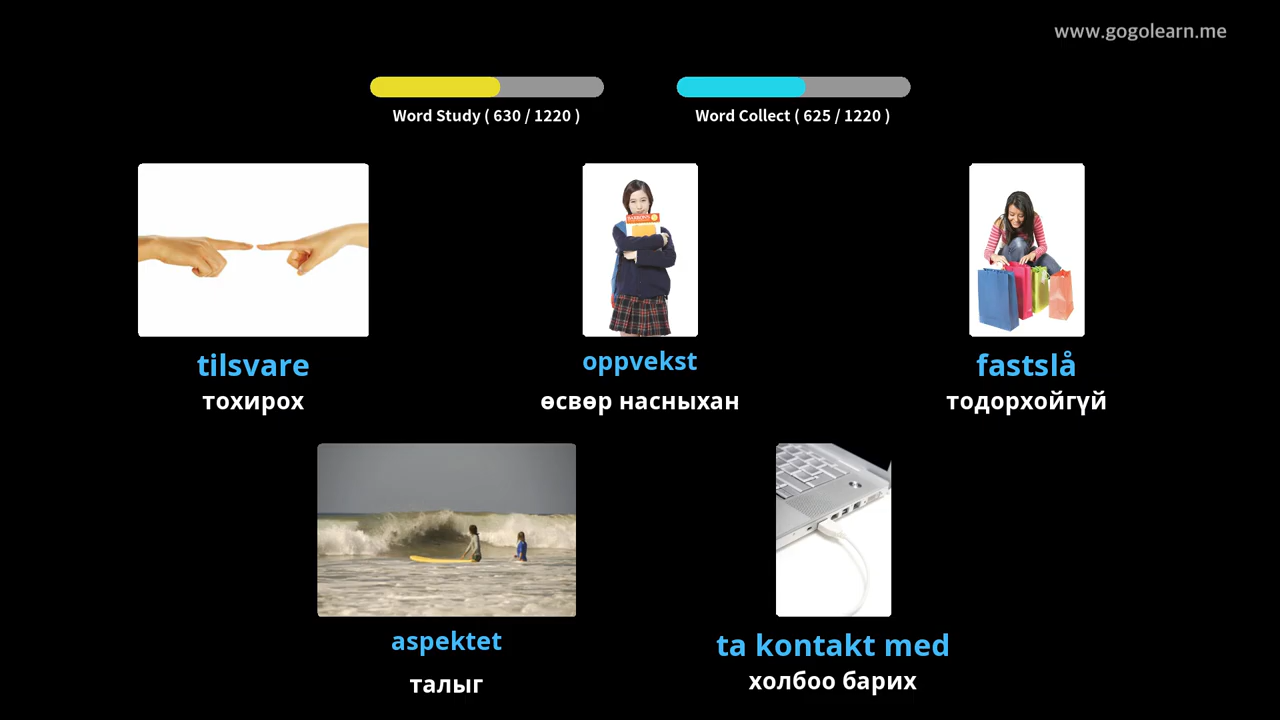 www.gogolearn.me
Word Study ( 630 / 1220 )
Word Collect ( 625 / 1220 )
tilsvare
тохирох
oppvekst
өсвөр насныхан
fastslå
тодорхойгүй
aspektet
талыг
ta kontakt med
холбоо барих